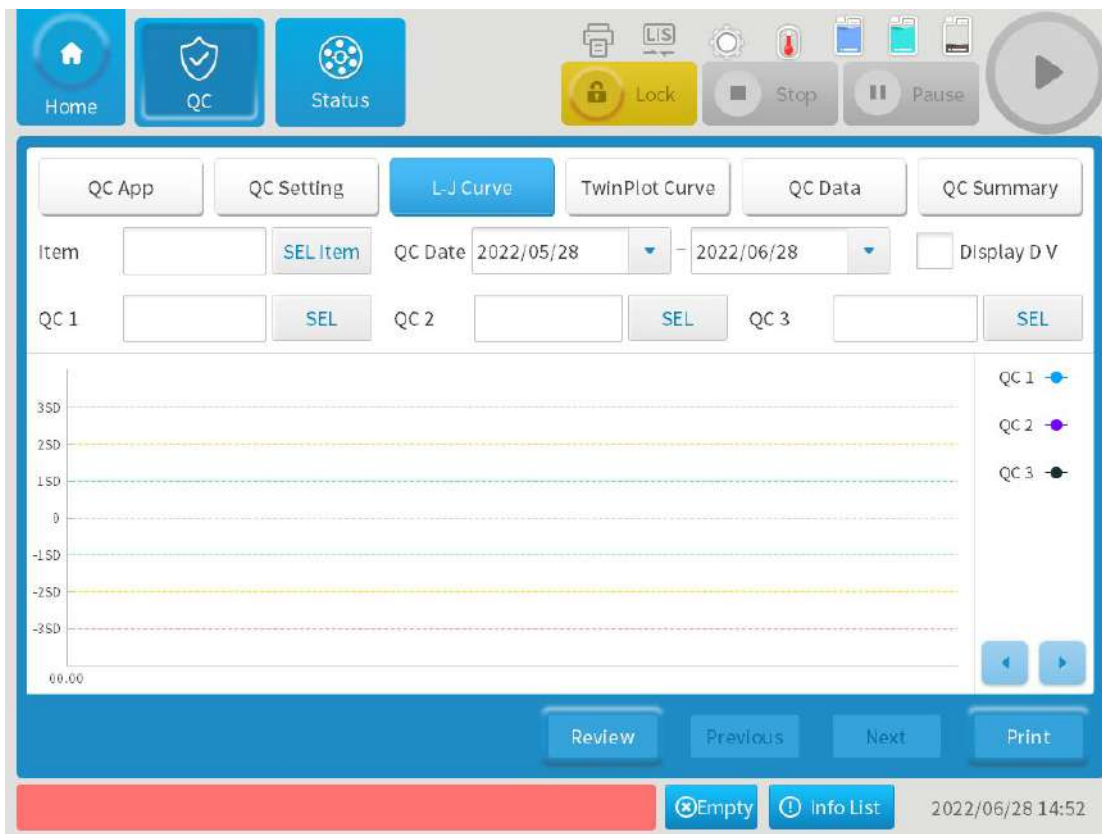 LIS
Home
QC
Status
Lock
Stop
Pause
QC App
QC Setting
L-J Curve
TwinPlot Curve
QC Data
QC Summary
Item
SEL Item
QC Date 2022/05/28 - 2022/06/28
Display D V
QC 1
SEL
QC 2
SEL
QC 3
SEL
QC 1
QC 2
QC 3
3SD
2SD
1SD
0
-1SD
-2SD
-3SD
00.00
Review
Previous
Next
Print
Empty
Info List
2022/06/28 14:52